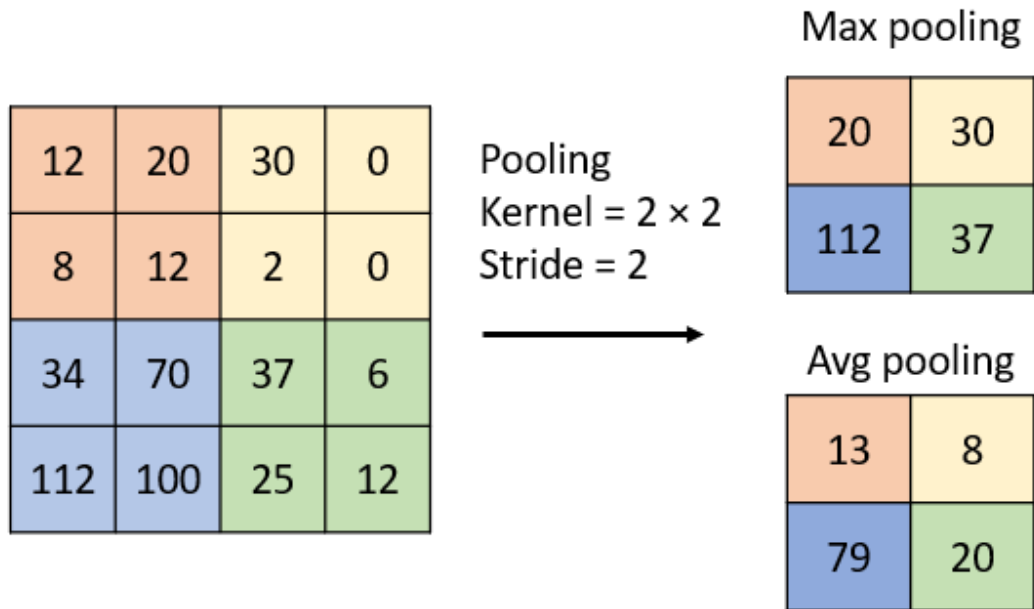 12 20 30 0
8 12 2 0
34 70 37 6
112 100 25 12
Pooling
Kernel = 2 × 2
Stride = 2
Max pooling
20 30
112 37
Avg pooling
13 8
79 20